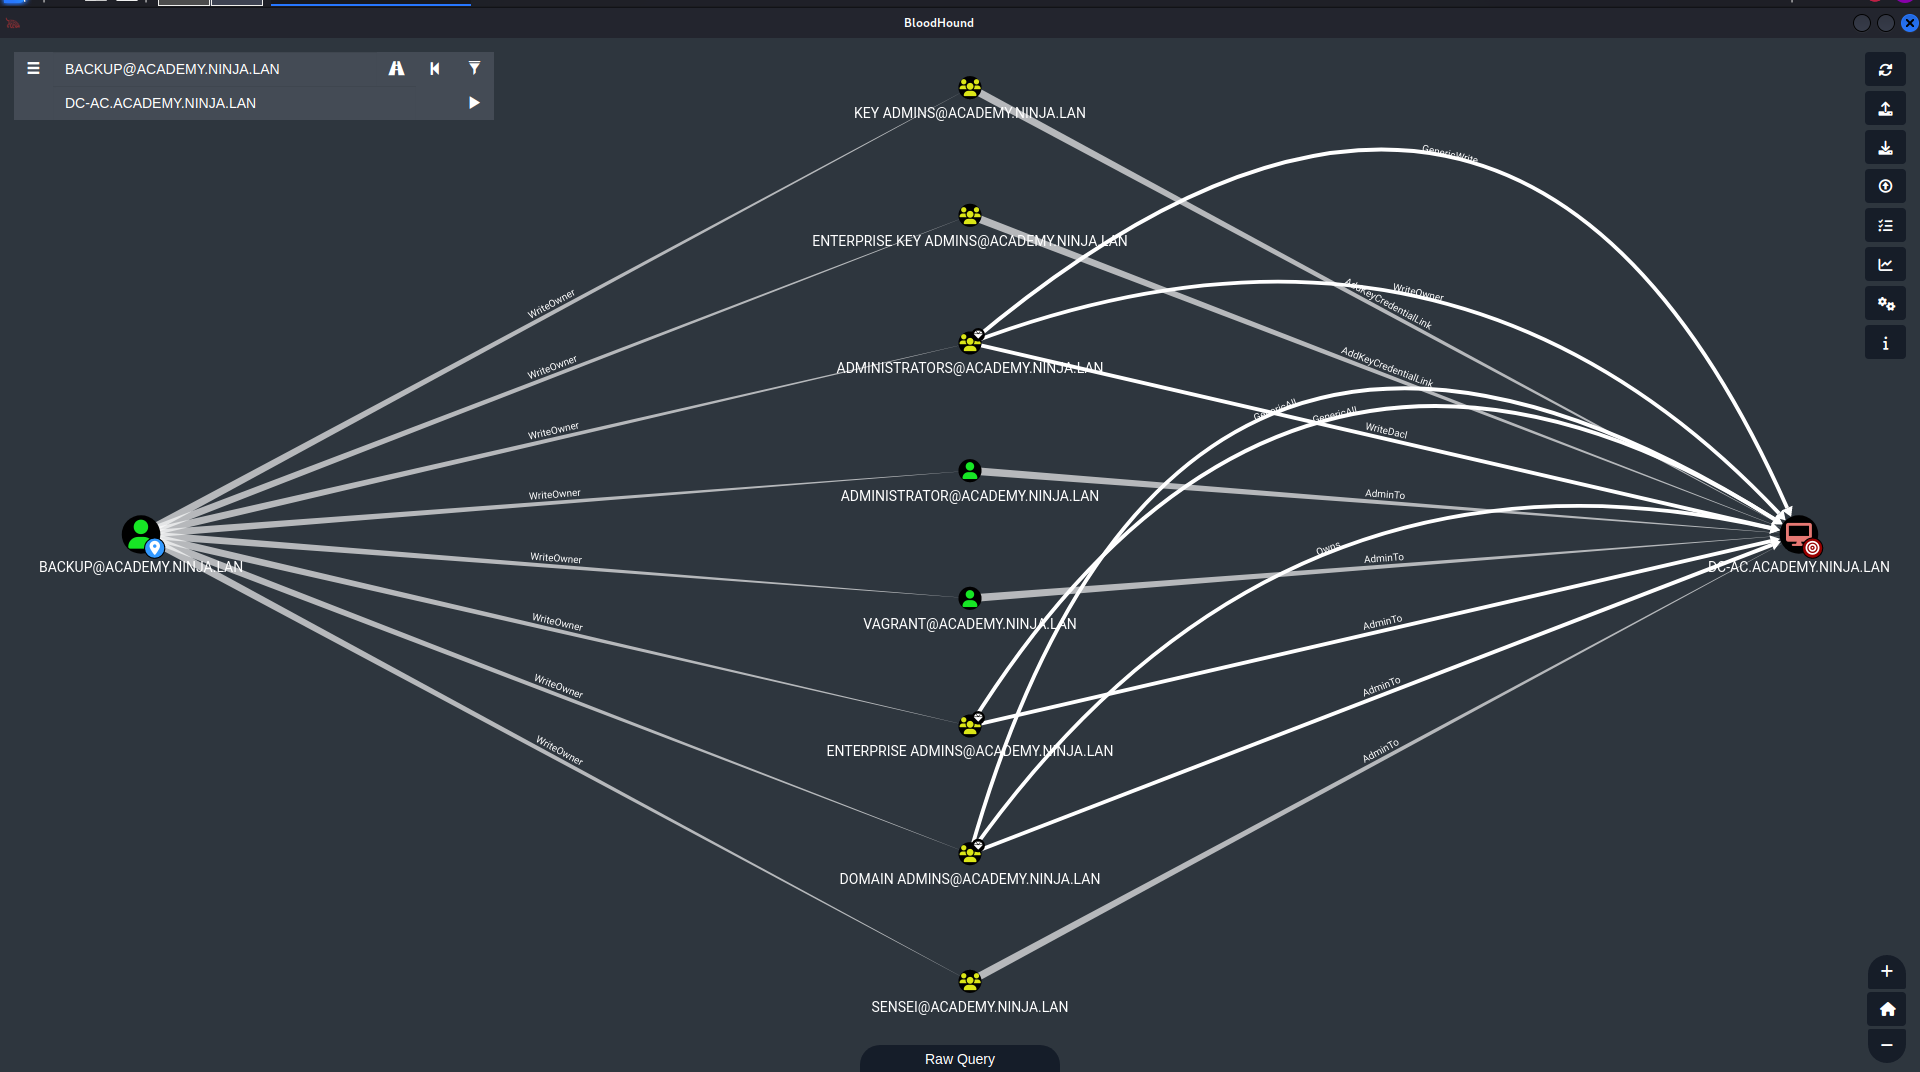 BloodHound
BACKUP@ACADEMY.NINJA.LAN
DC-AC.ACADEMY.NINJA.LAN
KEY ADMINS@ACADEMY.NINJA.LAN
GenericWrite
ENTERPRISE KEY ADMINS@ACADEMY.NINJA.LAN
WriteOwner
AddKeyCredentialLink
WriteOwner
WriteOwner
AddKeyCredentialLink
ADMINISTRATORS@ACADEMY.NINJA.LAN
GenericAll
GenericAll
WriteOwner
WriteDacl
WriteOwner
ADMINISTRATOR@ACADEMY.NINJA.LAN
AdminTo
Owns
WriteOwner
AdminTo
BACKUP@ACADEMY.NINJA.LAN
DC-AC.ACADEMY.NINJA.LAN
WriteOwner
VAGRANT@ACADEMY.NINJA.LAN
AdminTo
WriteOwner
AdminTo
ENTERPRISE ADMINS@ACADEMY.NINJA.LAN
WriteOwner
AdminTo
DOMAIN ADMINS@ACADEMY.NINJA.LAN
SENSEI@ACADEMY.NINJA.LAN
Raw Query